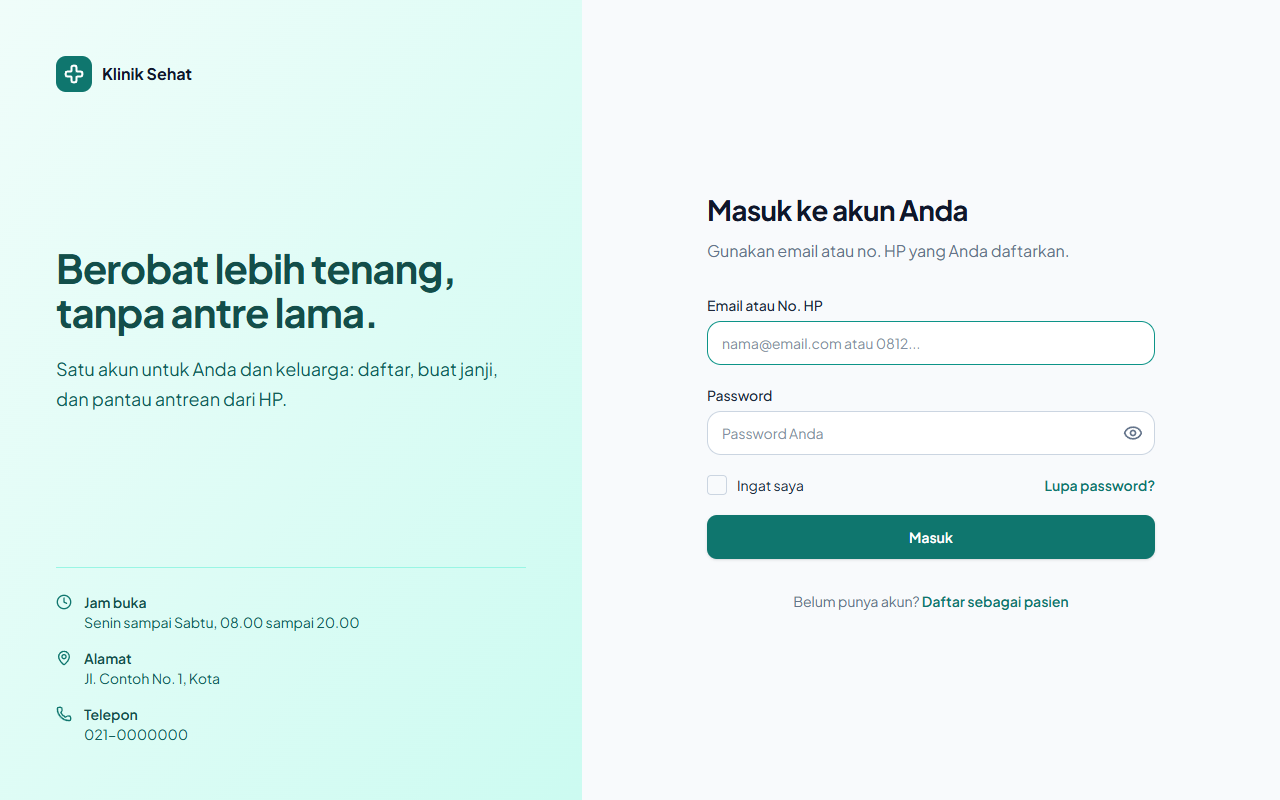 Klinik Sehat
Berobat lebih tenang,
tanpa antre lama.
Satu akun untuk Anda dan keluarga: daftar, buat janji,
dan pantau antrean dari HP.
Jam buka
Senin sampai Sabtu, 08.00 sampai 20.00
Alamat
Jl. Contoh No. 1, Kota
Telepon
021-0000000
Masuk ke akun Anda
Gunakan email atau no. HP yang Anda daftarkan.
Email atau No. HP
nama@email.com atau 0812...
Password
Password Anda
Ingat saya
Lupa password?
Masuk
Belum punya akun? Daftar sebagai pasien